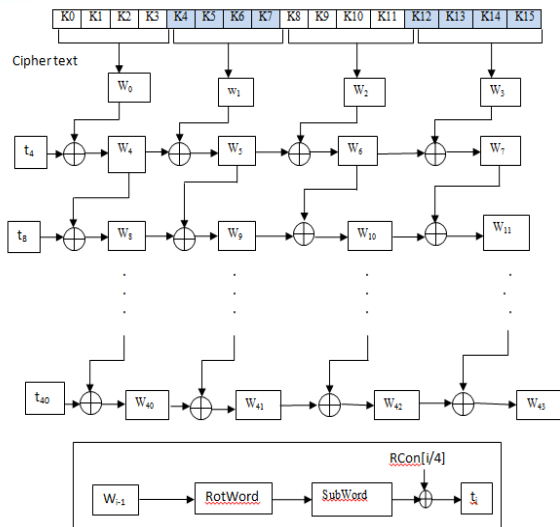 K0 K1 K2 K3 K4 K5 K6 K7 K8 K9 K10 K11 K12 K13 K14 K15
Cipher text
W0 w1 W2 W3
t4 W4 W5 W6 W7
t8 W8 W9 W10 W11
t40 W40 W41 W42 W43
RCon[i/4]
Wi-1 RotWord SubWord ti